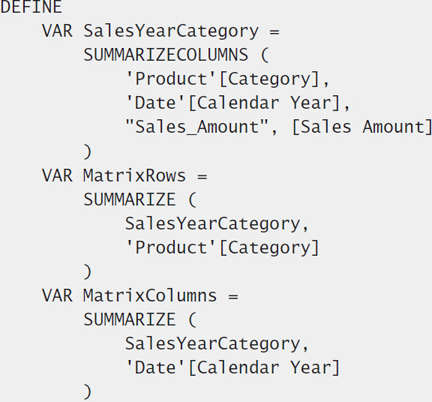 DEFINE
    VAR SalesYearCategory =
        SUMMARIZECOLUMNS (
            'Product'[Category],
            'Date'[Calendar Year],
            "Sales_Amount", [Sales Amount]
        )
    VAR MatrixRows =
        SUMMARIZE (
            SalesYearCategory,
            'Product'[Category]
        )
    VAR MatrixColumns =
        SUMMARIZE (
            SalesYearCategory,
            'Date'[Calendar Year]
        )